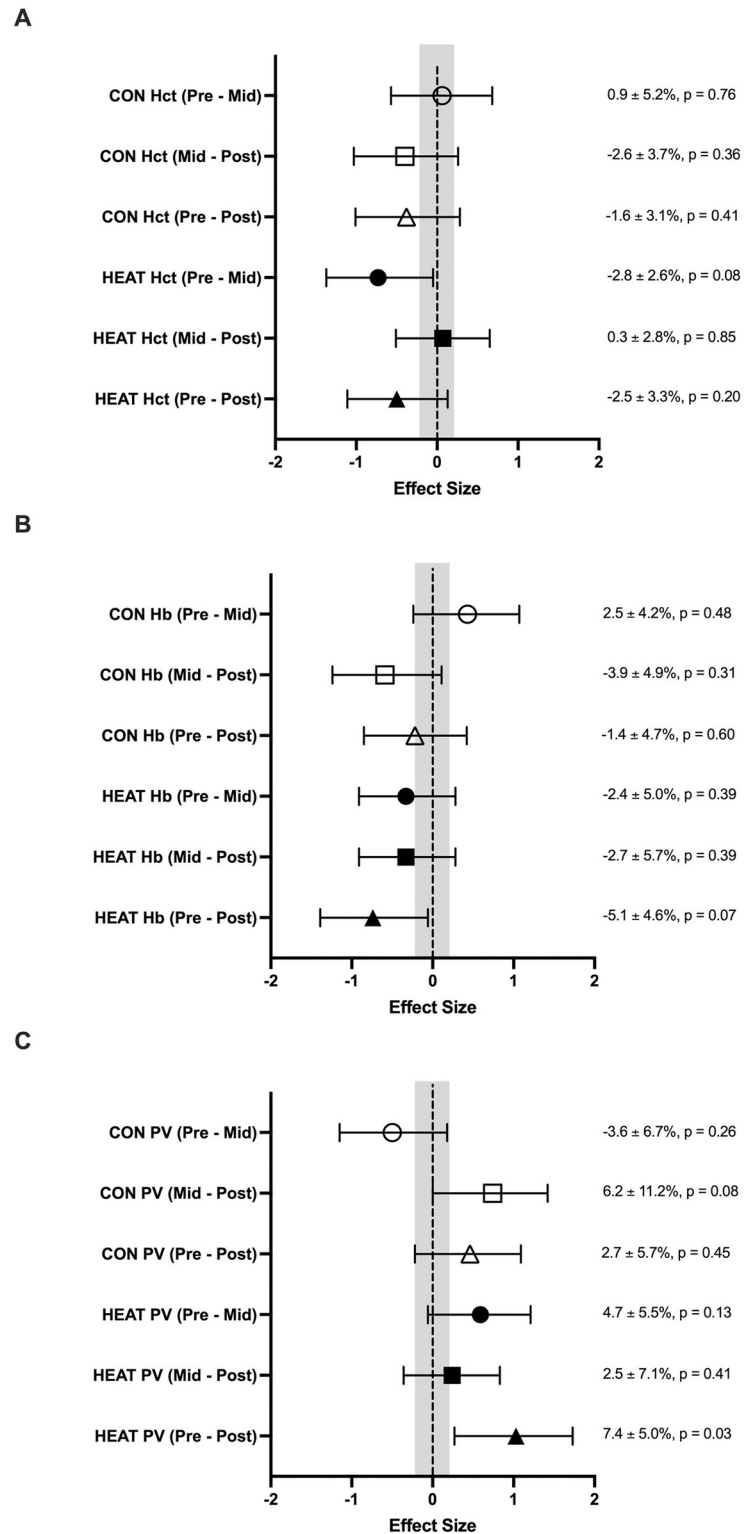 A
CON Hct (Pre - Mid) 0.9 ± 5.2%, p = 0.76
CON Hct (Mid - Post) -2.6 ± 3.7%, p = 0.36
CON Hct (Pre - Post) -1.6 ± 3.1%, p = 0.41
HEAT Hct (Pre - Mid) -2.8 ± 2.6%, p = 0.08
HEAT Hct (Mid - Post) 0.3 ± 2.8%, p = 0.85
HEAT Hct (Pre - Post) -2.5 ± 3.3%, p = 0.20
-2 -1 0 1 2
Effect Size
B
CON Hb (Pre - Mid) 2.5 ± 4.2%, p = 0.48
CON Hb (Mid - Post) -3.9 ± 4.9%, p = 0.31
CON Hb (Pre - Post) -1.4 ± 4.7%, p = 0.60
HEAT Hb (Pre - Mid) -2.4 ± 5.0%, p = 0.39
HEAT Hb (Mid - Post) -2.7 ± 5.7%, p = 0.39
HEAT Hb (Pre - Post) -5.1 ± 4.6%, p = 0.07
-2 -1 0 1 2
Effect Size
C
CON PV (Pre - Mid) -3.6 ± 6.7%, p = 0.26
CON PV (Mid - Post) 6.2 ± 11.2%, p = 0.08
CON PV (Pre - Post) 2.7 ± 5.7%, p = 0.45
HEAT PV (Pre - Mid) 4.7 ± 5.5%, p = 0.13
HEAT PV (Mid - Post) 2.5 ± 7.1%, p = 0.41
HEAT PV (Pre - Post) 7.4 ± 5.0%, p = 0.03
-2 -1 0 1 2
Effect Size